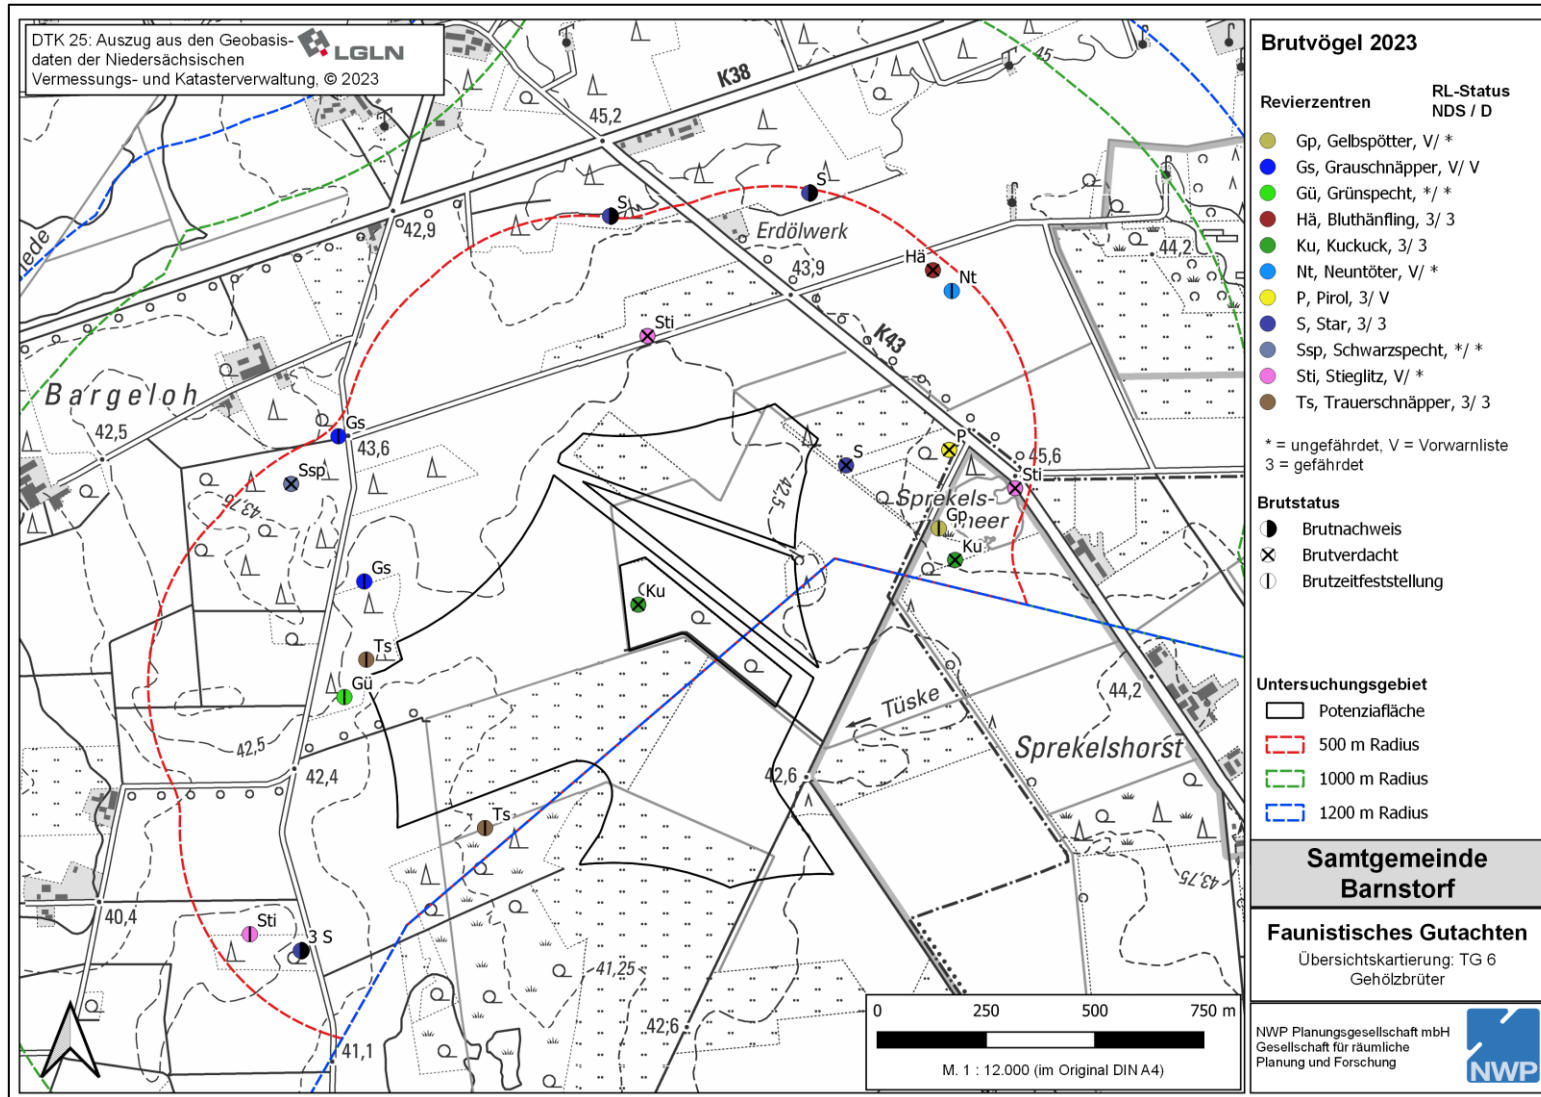 DTK 25: Auszug aus den Geobasis-
daten der Niedersächsischen
Vermessungs- und Katasterverwaltung, © 2023
LGLN
K38
45,2
42,9
S
S
Erdölwerk
43,9
Hä
Nt
44,2
45
Sti
K43
Bargeloh
42,5
Gs
43,6
Ssp
S
P
45,6
Sti
42,5
Sprekels-
Gp
Ku
Gs
Ku
Ts
Gü
Tüske
44,2
Sprekelshorst
42,5
42,4
42,6
Ts
43,75
40,4
Sti
3 S
41,25
42,6
41,1
0 250 500 750 m
M. 1 : 12.000 (im Original DIN A4)
Brutvögel 2023
Revierzentren
RL-Status
NDS / D
Gp, Gelbspötter, V/ *
Gs, Grauschnäpper, V/ V
Gü, Grünspecht, */ *
Hä, Bluthänfling, 3/ 3
Ku, Kuckuck, 3/ 3
Nt, Neuntöter, V/ *
P, Pirol, 3/ V
S, Star, 3/ 3
Ssp, Schwarzspecht, */ *
Sti, Stieglitz, V/ *
Ts, Trauerschnäpper, 3/ 3
* = ungefährdet, V = Vorwarnliste
3 = gefährdet
Brutstatus
Brutnachweis
Brutverdacht
Brutzeitfeststellung
Untersuchungsgebiet
Potenziafläche
500 m Radius
1000 m Radius
1200 m Radius
Samtgemeinde
Barnstorf
Faunistisches Gutachten
Übersichtskartierung: TG 6
Gehölzbrüter
NWP Planungsgesellschaft mbH
Gesellschaft für räumliche
Planung und Forschung
NWP